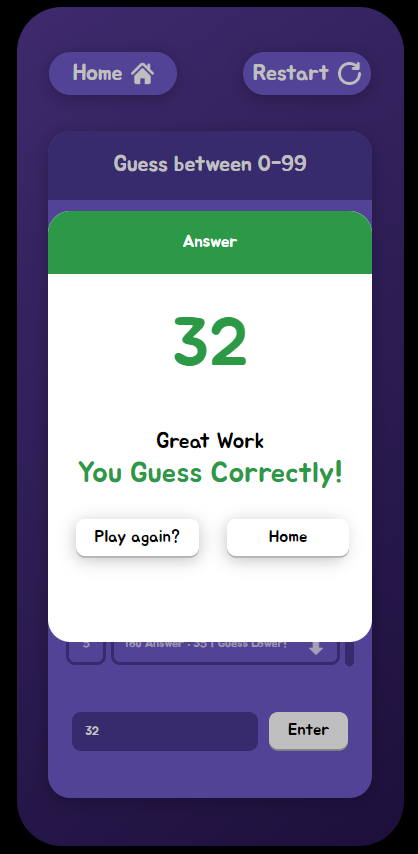 Home
Restart
Guess between 0-99
Answer
32
Great Work
You Guess Correctly!
Play again?
Home
5 You Answer : 35 | Guess Lower!
32
Enter